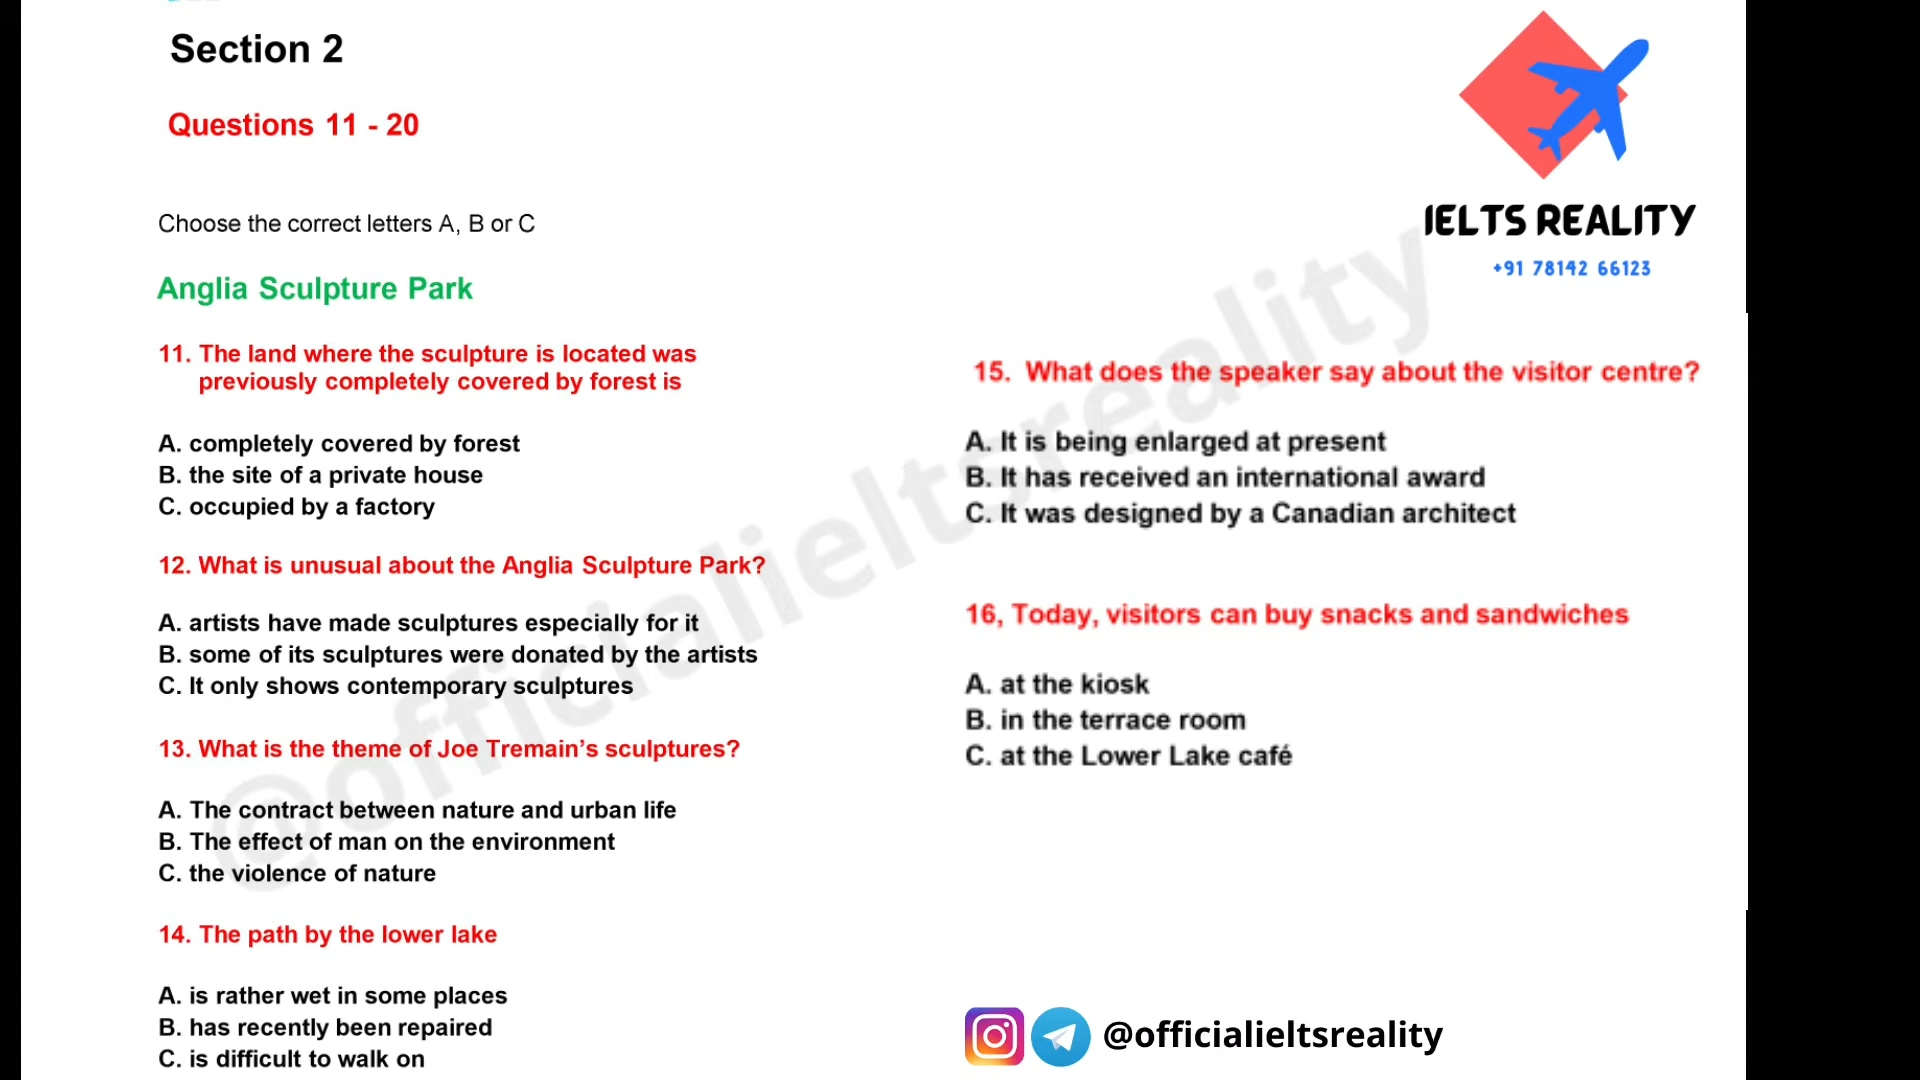 Section 2
Questions 11 - 20
Choose the correct letters A, B or C
Anglia Sculpture Park
11. The land where the sculpture is located was
previously completely covered by forest is
A. completely covered by forest
B. the site of a private house
C. occupied by a factory
12. What is unusual about the Anglia Sculpture Park?
A. artists have made sculptures especially for it
B. some of its sculptures were donated by the artists
C. It only shows contemporary sculptures
13. What is the theme of Joe Tremain's sculptures?
A. The contract between nature and urban life
B. The effect of man on the environment
C. the violence of nature
14. The path by the lower lake
A. is rather wet in some places
B. has recently been repaired
C. is difficult to walk on
IELTS REALITY
+91 78142 66123
15. What does the speaker say about the visitor centre?
A. It is being enlarged at present
B. It has received an international award
C. It was designed by a Canadian architect
16, Today, visitors can buy snacks and sandwiches
A. at the kiosk
B. in the terrace room
C. at the Lower Lake café
@officialieltsreality
@officialieltsreality